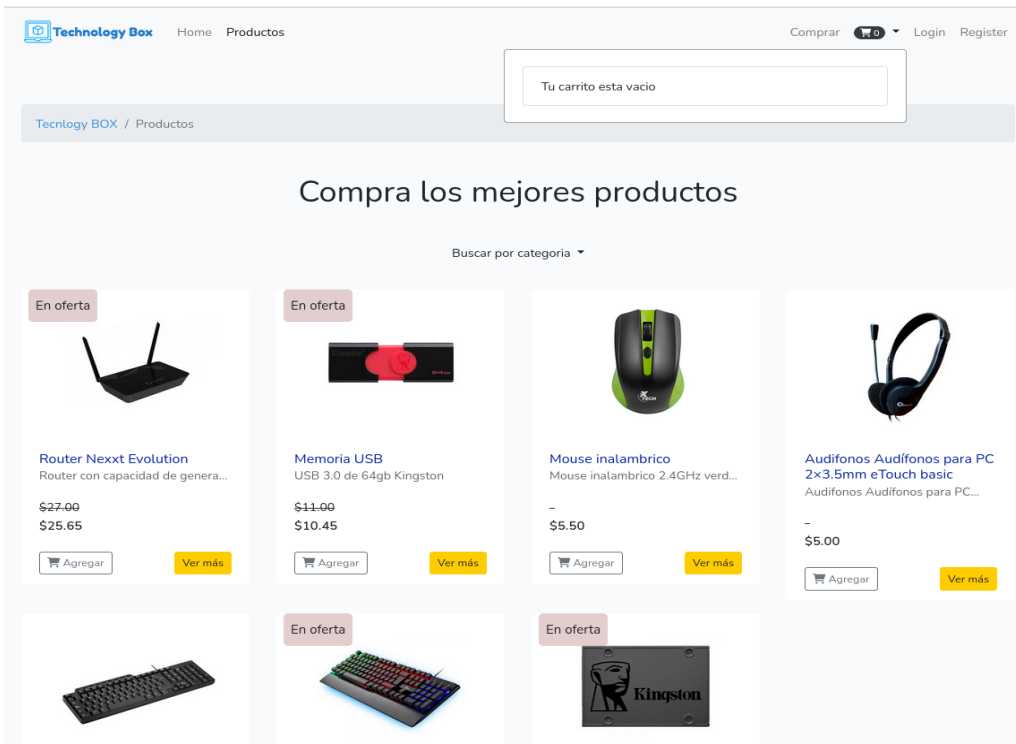 Technology Box
Home
Productos
Comprar
0
Login
Register
Tu carrito esta vacio
Tecnlogy BOX / Productos
Compra los mejores productos
Buscar por categoria
En oferta
Router Nexxt Evolution
Router con capacidad de genera...
$27.00
$25.65
Agregar
Ver más
En oferta
Memoria USB
USB 3.0 de 64gb Kingston
$11.00
$10.45
Agregar
Ver más
XTECH
Mouse inalambrico
Mouse inalambrico 2.4GHz verd...
-
$5.50
Agregar
Ver más
Audifonos Audífonos para PC
2×3.5mm eTouch basic
Audifonos Audífonos para PC...
-
$5.00
Agregar
Ver más
En oferta
En oferta
Kingston